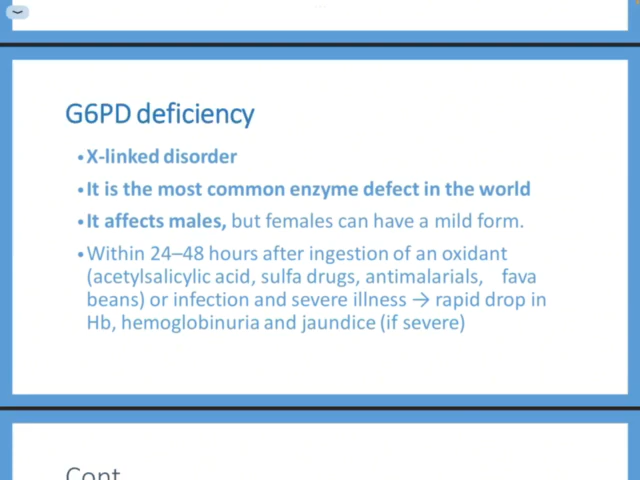 G6PD deficiency
•X-linked disorder
•It is the most common enzyme defect in the world
•It affects males, but females can have a mild form.
•Within 24–48 hours after ingestion of an oxidant
(acetylsalicylic acid, sulfa drugs, antimalarials, fava
beans) or infection and severe illness → rapid drop in
Hb, hemoglobinuria and jaundice (if severe)
Cont